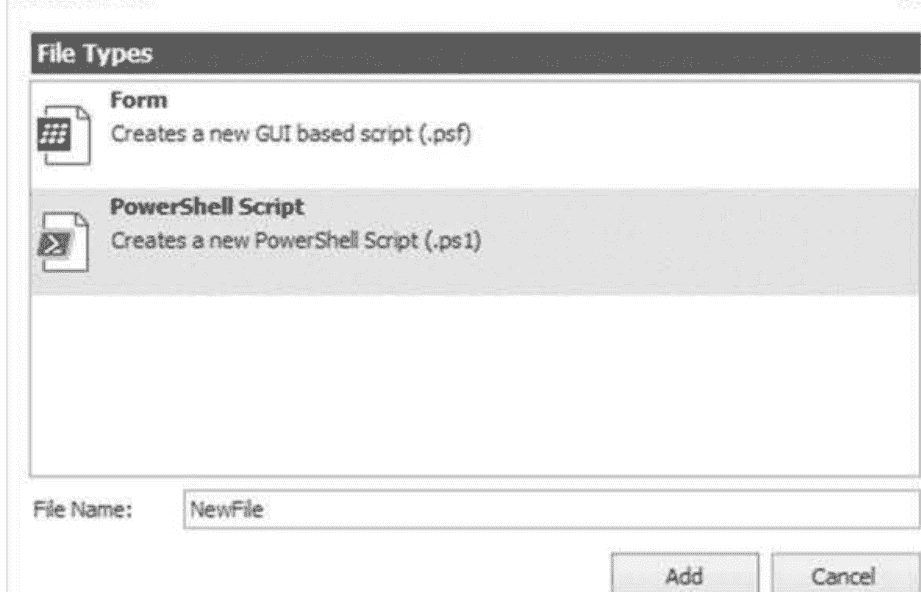 File Types
Form
Creates a new GUI based script (.psf)
PowerShell Script
Creates a new PowerShell Script (.ps1)
File Name:
NewFile
Add
Cancel